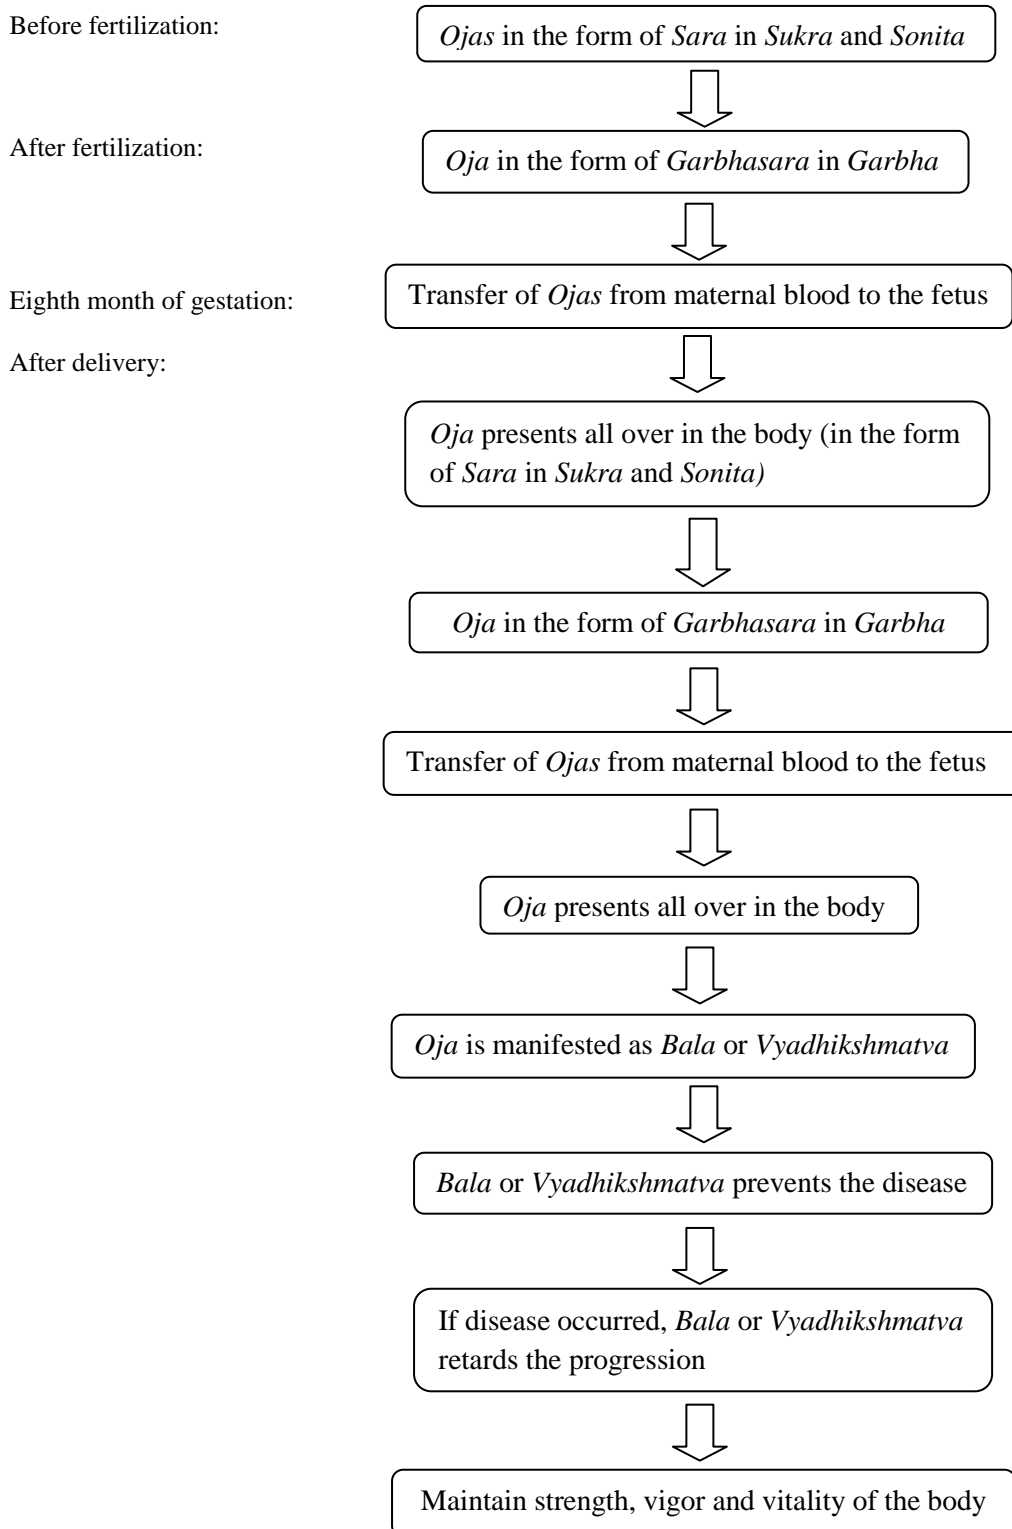 Before fertilization:
Ojas in the form of Sara in Sukra and Sonita
After fertilization:
Oja in the form of Garbhasara in Garbha
Eighth month of gestation:
Transfer of Ojas from maternal blood to the fetus
After delivery:
Oja presents all over in the body (in the form
of Sara in Sukra and Sonita)
Oja in the form of Garbhasara in Garbha
Transfer of Ojas from maternal blood to the fetus
Oja presents all over in the body
Oja is manifested as Bala or Vyadhikshmatva
Bala or Vyadhikshmatva prevents the disease
If disease occurred, Bala or Vyadhikshmatva
retards the progression
Maintain strength, vigor and vitality of the body